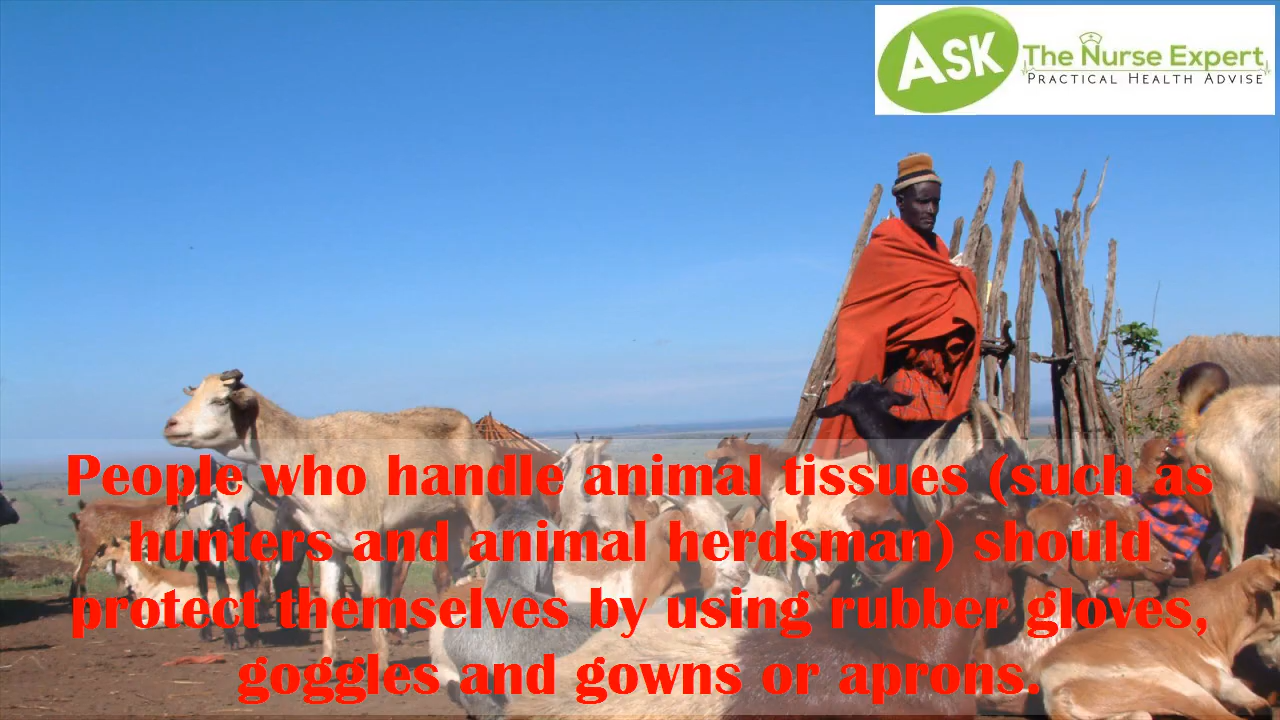 ASK The Nurse Expert
PRACTICAL HEALTH ADVISE
People who handle animal tissues (such as
hunters and animal herdsman) should
protect themselves by using rubber gloves,
goggles and gowns or aprons.